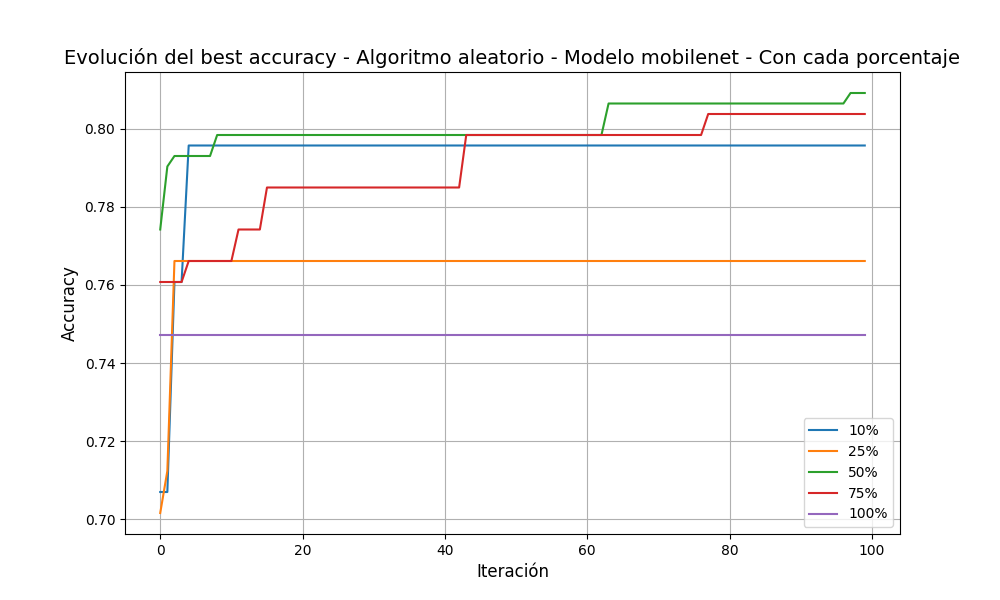 Evolución del best accuracy - Algoritmo aleatorio - Modelo mobilenet - Con cada porcentaje
Accuracy
0.80
0.78
0.76
0.74
0.72
0.70
10%
25%
50%
75%
100%
0 20 40 60 80 100
Iteración